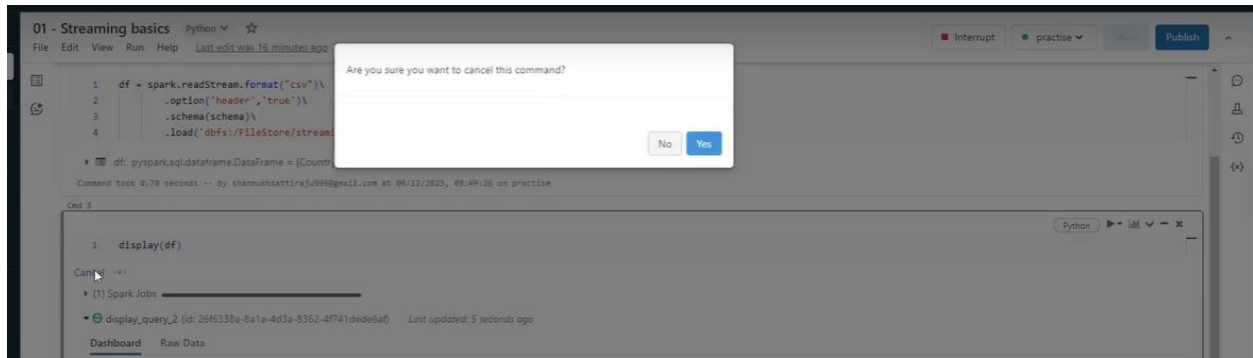 01 - Streaming basics Python
File Edit View Run Help Last edit was 16 minutes ago
Interrupt practise Share Publish
Are you sure you want to cancel this command?
No Yes
1 df = spark.readStream.format("csv")\
2 .option('header','true')\
3 .schema(schema)\
4 .load('dbfs:/FileStore/streami
df: pyspark.sql.dataframe.DataFrame = [Countr
Command took 0.70 seconds -- by shanmukhsattiraju099@gmail.com at 06/12/2023, 09:49:26 on practise
Cmd 3
Python
1 display(df)
Cancel
(1) Spark Jobs
display_query_2 (id: 26f6338a-8a1a-4d3a-8362-4f741dede6af) Last updated: 5 seconds ago
Dashboard Raw Data